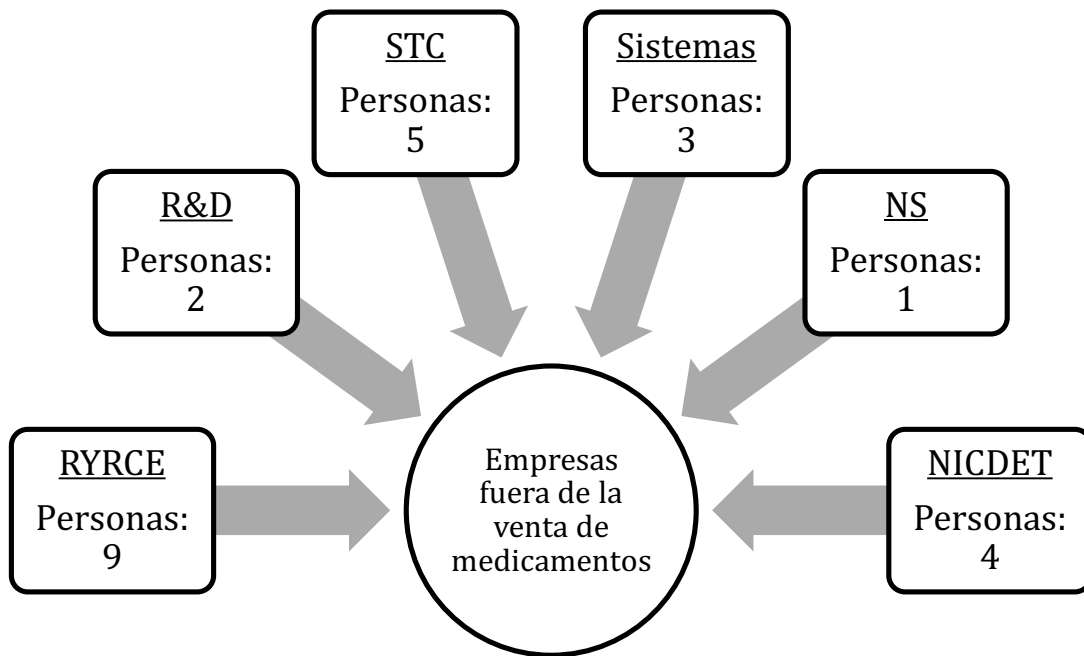 RYRCE
Personas:
9
R&D
Personas:
2
STC
Personas:
5
Sistemas
Personas:
3
NS
Personas:
1
NICDET
Personas:
4
Empresas
fuera de la
venta de
medicamentos